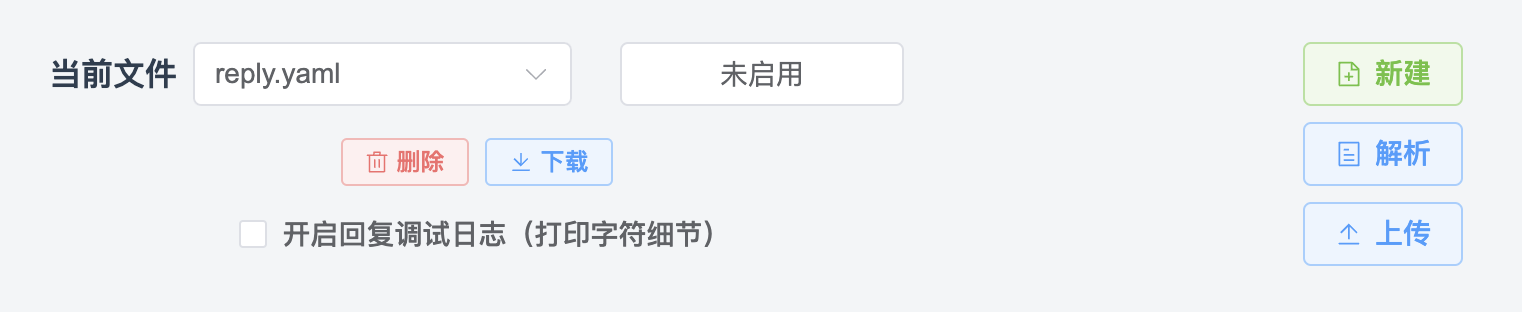 当前文件 reply.yaml 未启用 新建
删除 下载 解析
开启回复调试日志（打印字符细节） 上传